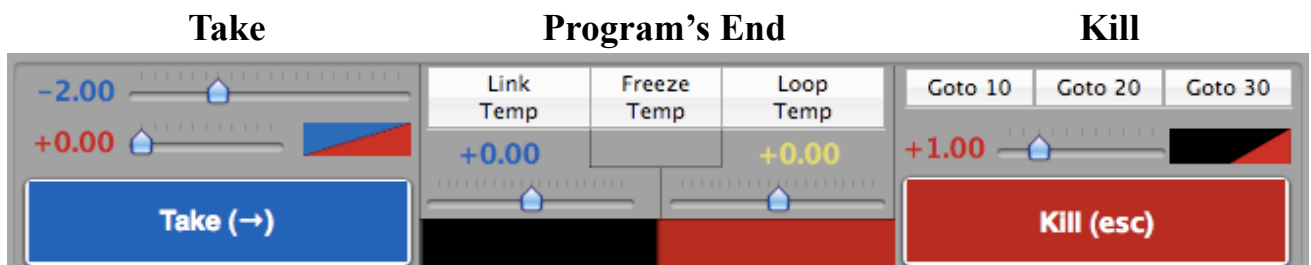 Take Program’s End Kill
-2.00
Link Temp
Freeze Temp
Loop Temp
Goto 10 Goto 20 Goto 30
+0.00
+0.00
+0.00
+1.00
Take (→)
Kill (esc)